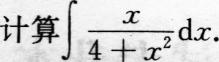 计算∫ x/(4 + x²) dx.